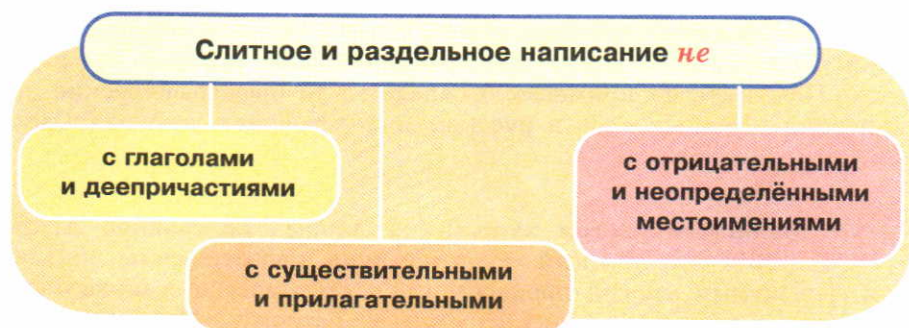 Слитное и раздельное написание не
с глаголами
и деепричастиями
с отрицательными
и неопределёнными
местоимениями
с существительными
и прилагательными